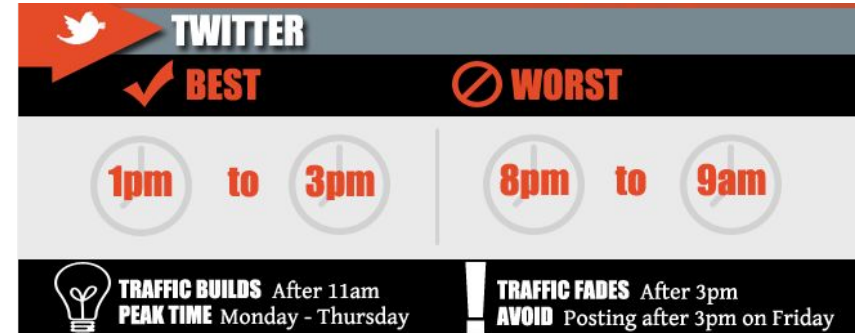 TWITTER
BEST
WORST
1pm to 3pm
8pm to 9am
TRAFFIC BUILDS After 11am
PEAK TIME Monday - Thursday
TRAFFIC FADES After 3pm
AVOID Posting after 3pm on Friday